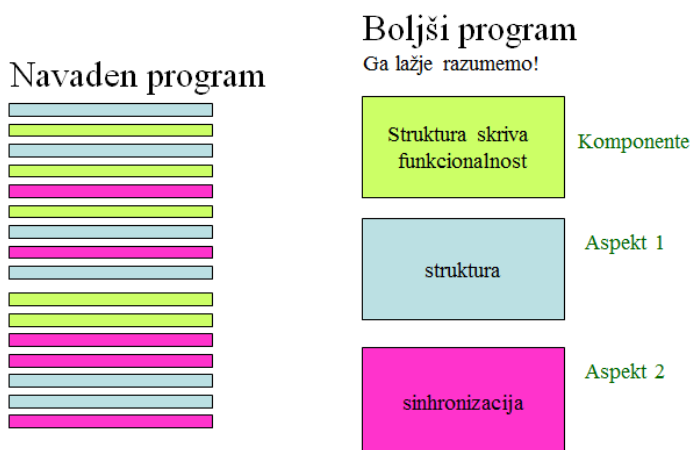 Navaden program
Boljši program
Ga lažje razumemo!
Struktura skriva
funkcionalnost
Komponente
struktura
Aspekt 1
sinhronizacija
Aspekt 2